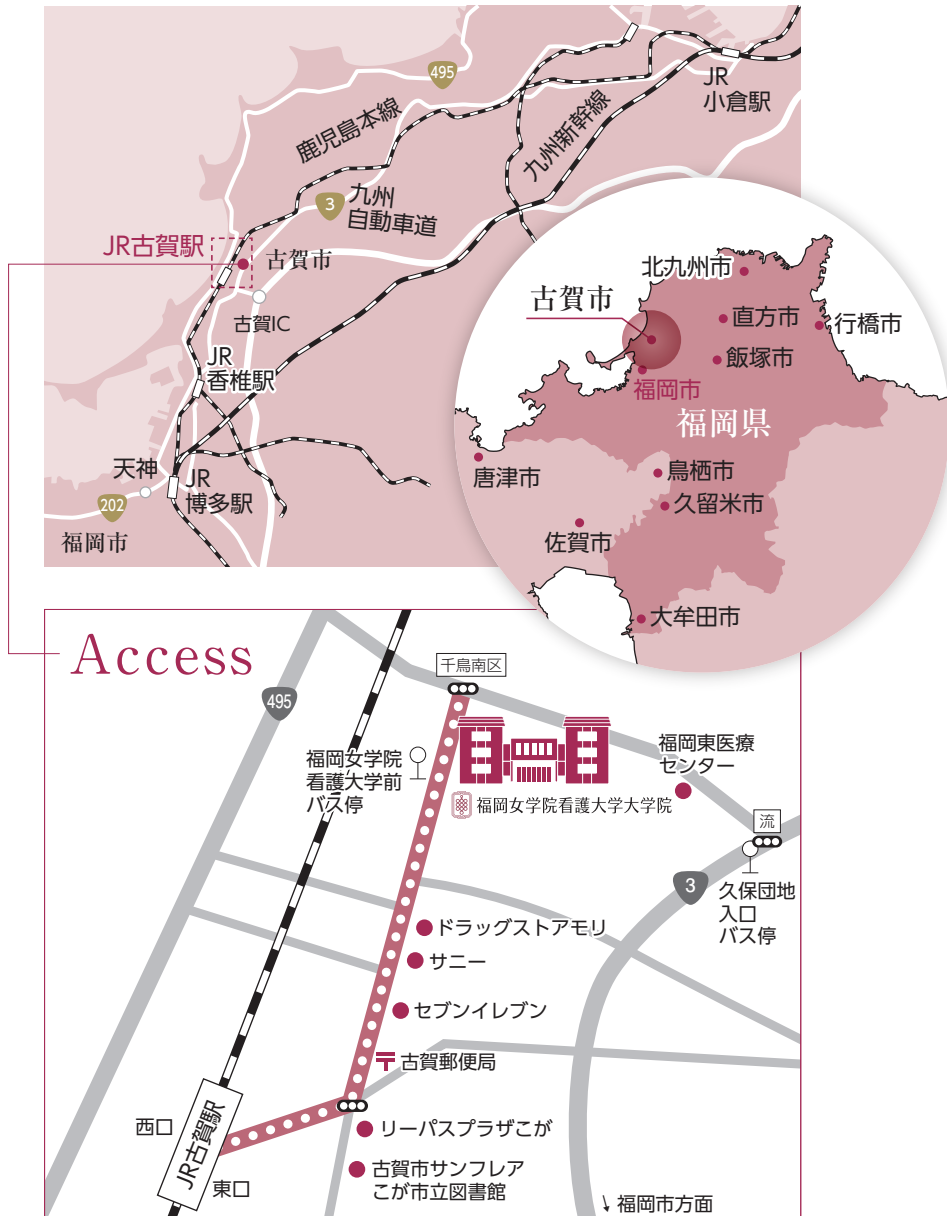 495
JR
小倉駅
鹿児島本線
九州新幹線
3
九州
自動車道
JR古賀駅
古賀市
古賀IC
JR
香椎駅
天神
JR
博多駅
202
福岡市
北九州市
古賀市
直方市
行橋市
飯塚市
福岡市
福岡県
唐津市
鳥栖市
久留米市
佐賀市
大牟田市
Access
千鳥南区
495
福岡女学院
看護大学前
バス停
福岡東医療
センター
福岡女学院看護大学大学院
流
3
久保団地
入口
バス停
ドラッグストアモリ
サニー
セブンイレブン
〒古賀郵便局
西口
JR古賀駅
東口
リーパスプラザこが
古賀市サンフレア
こが市立図書館
↓福岡市方面